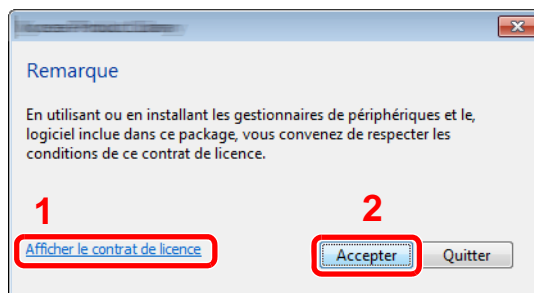 Remarque
En utilisant ou en installant les gestionnaires de périphériques et le,
logiciel inclue dans ce package, vous convenez de respecter les
conditions de ce contrat de licence.
1
2
Afficher le contrat de licence
Accepter
Quitter